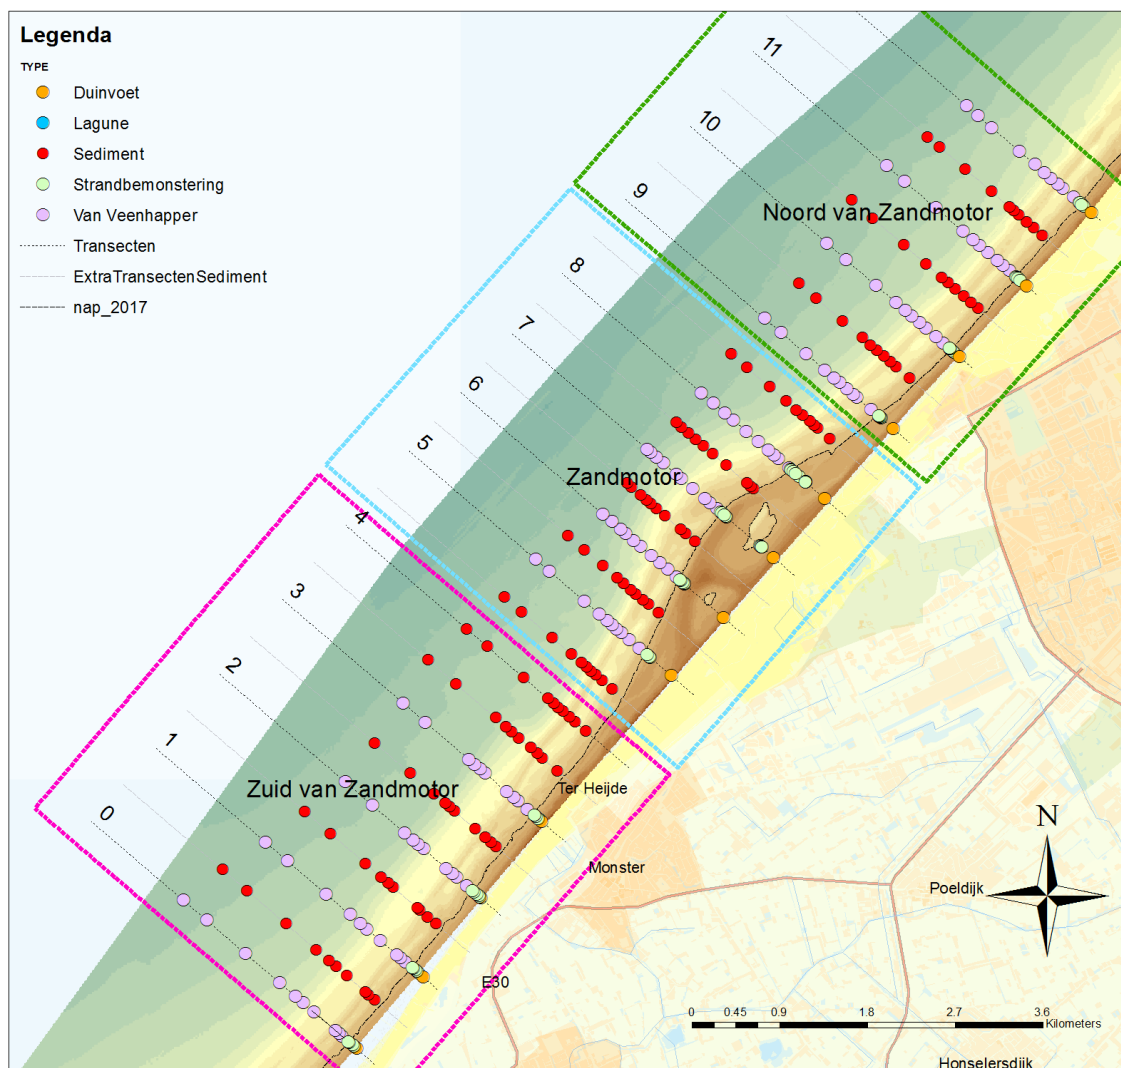 Legenda
TYPE
Duinvoet
Lagune
Sediment
Strandbemonstering
Van Veenhapper
Transecten
ExtraTransectenSediment
nap_2017
11
10
9
8
7
6
5
4
3
2
1
0
Noord van Zandmotor
Zandmotor
Zuid van Zandmotor
Ter Heijde
Monster
Poeldijk
E30
Honselersdijk
N
0 0.45 0.9 1.8 2.7 3.6
Kilometers